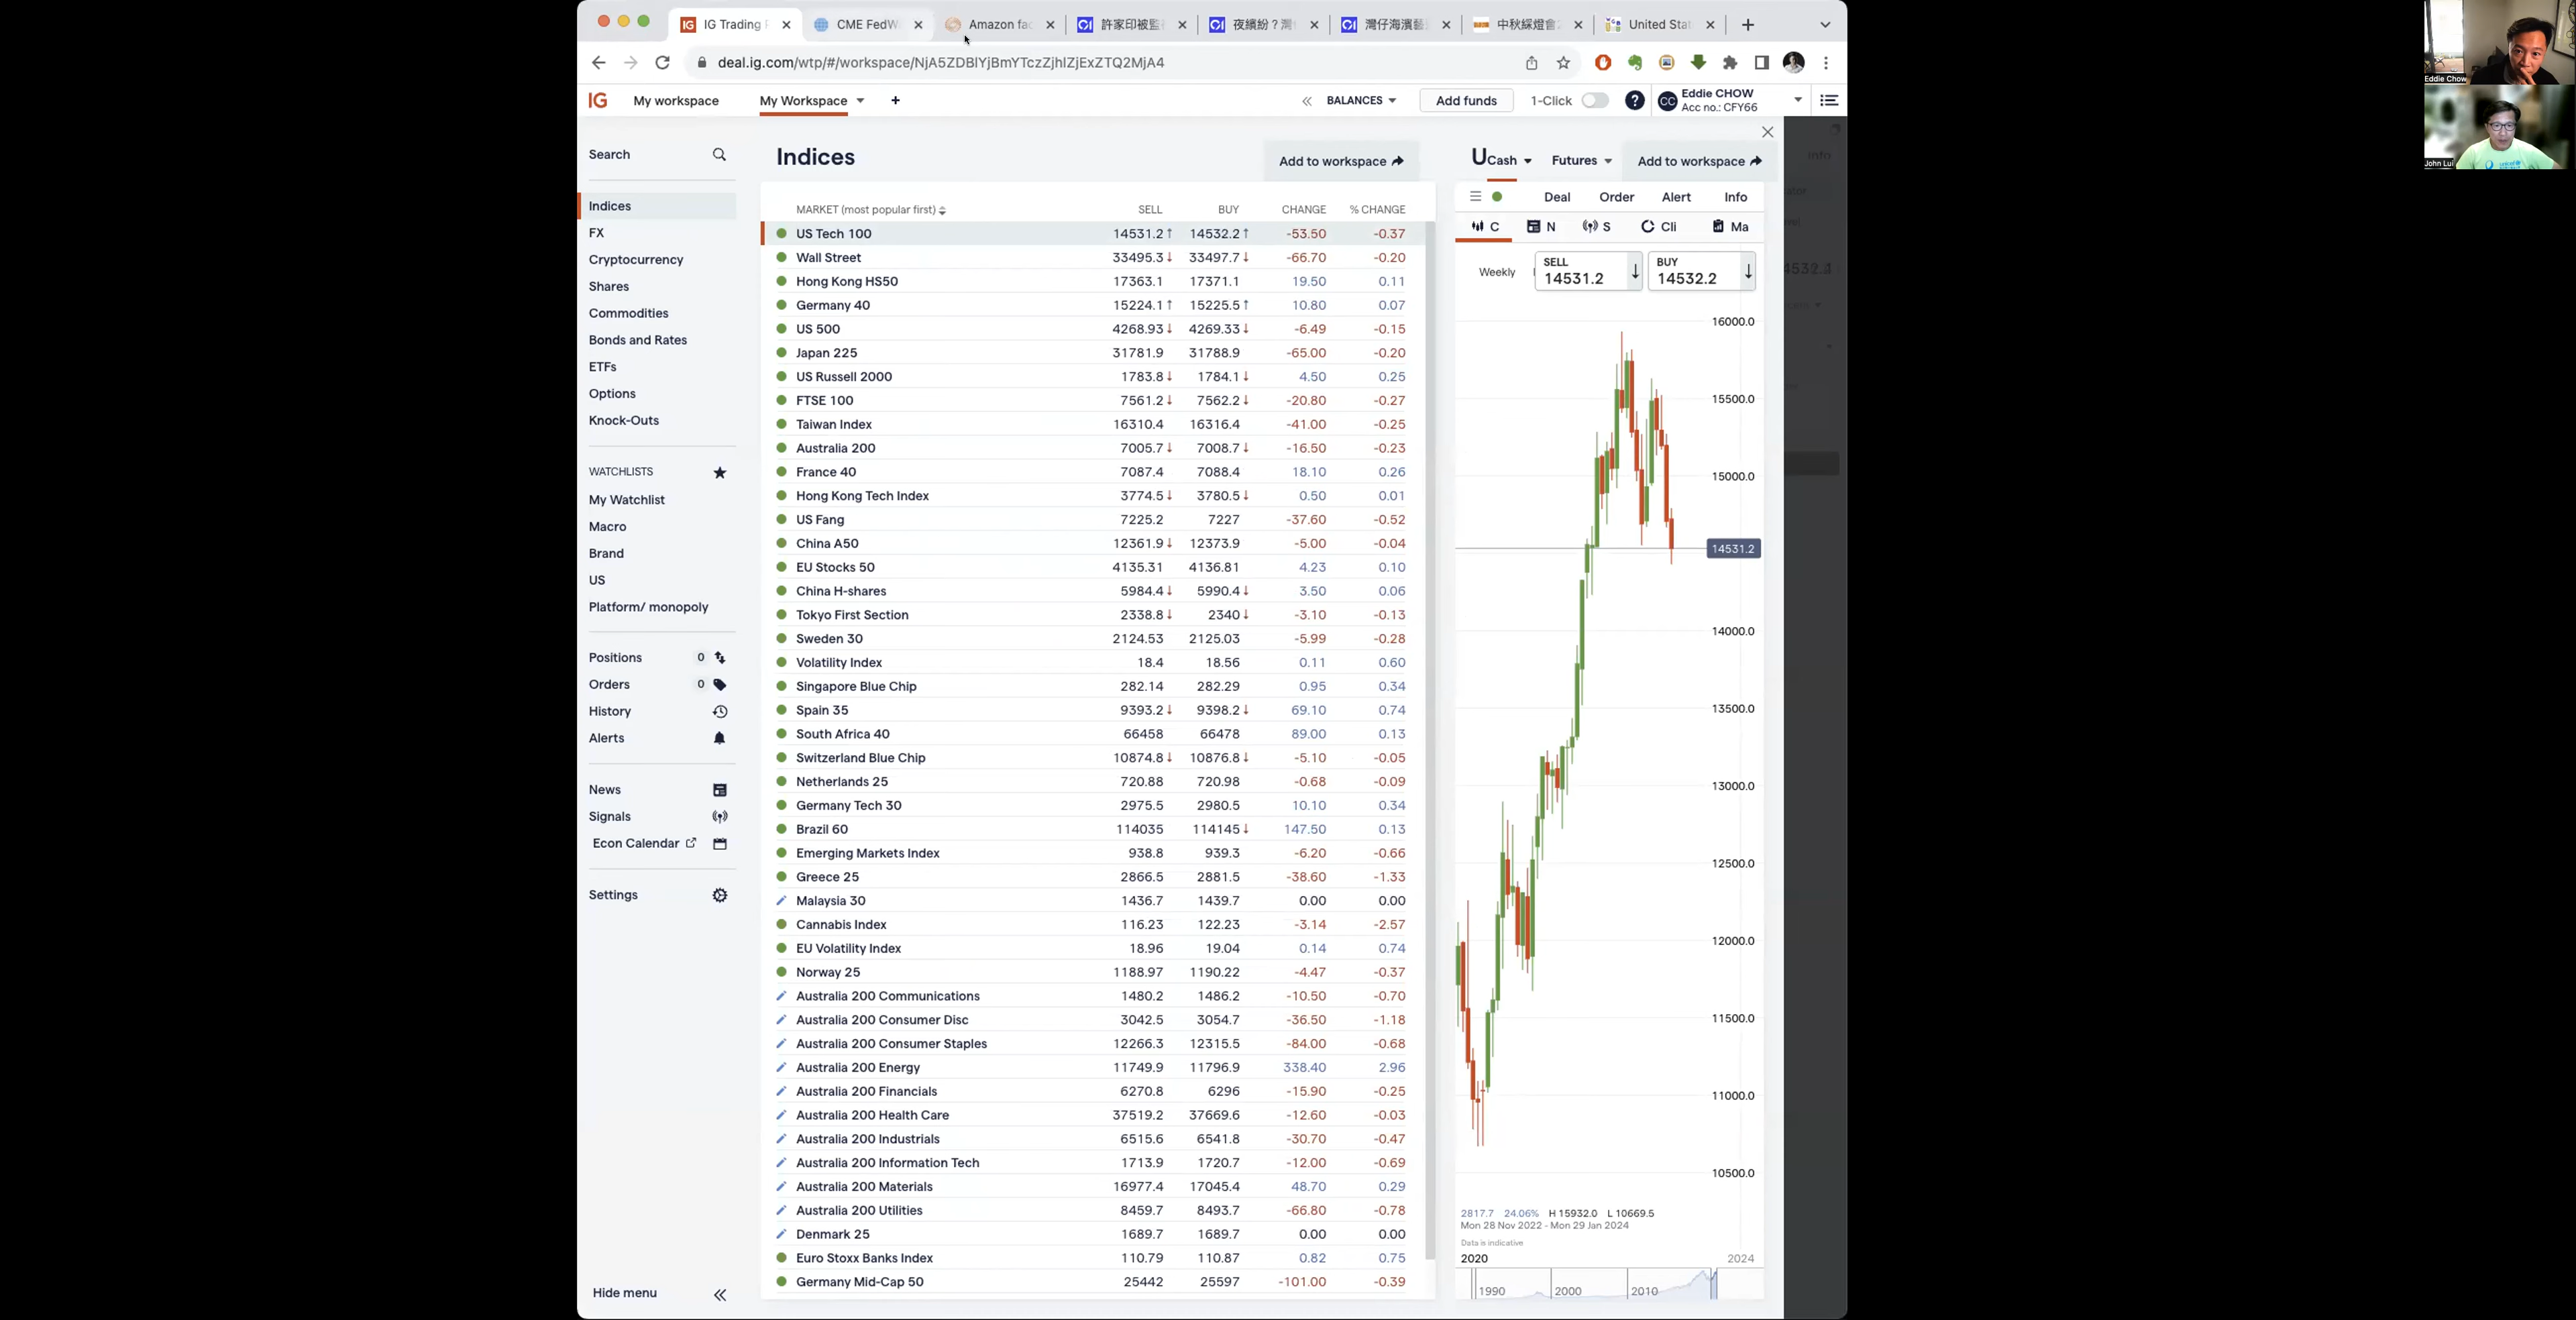 IG Trading
CME FedW
Amazon fac
許家印被監
夜繽紛？灣
灣仔海濱藝
中秋綵燈會
United Sta
deal.ig.com/wtp/#/workspace/NjA5ZDBlYjBmYTczZjhlZjExZTQ2MjA4
IG My workspace My Workspace BALANCES Add funds 1-Click ? CC Eddie CHOW
Acc no.: CFY66
Search
Indices
FX
Cryptocurrency
Shares
Commodities
Bonds and Rates
ETFs
Options
Knock-Outs
WATCHLISTS
My Watchlist
Macro
Brand
US
Platform/ monopoly
Positions 0
Orders 0
History
Alerts
News
Signals
Econ Calendar
Settings
Hide menu
Indices Add to workspace
MARKET (most popular first) SELL BUY CHANGE % CHANGE
US Tech 100 14531.2 14532.2 -53.50 -0.37
Wall Street 33495.3 33497.7 -66.70 -0.20
Hong Kong HS50 17363.1 17371.1 19.50 0.11
Germany 40 15224.1 15225.5 10.80 0.07
US 500 4268.93 4269.33 -6.49 -0.15
Japan 225 31781.9 31788.9 -65.00 -0.20
US Russell 2000 1783.8 1784.1 4.50 0.25
FTSE 100 7561.2 7562.2 -20.80 -0.27
Taiwan Index 16310.4 16316.4 -41.00 -0.25
Australia 200 7005.7 7008.7 -16.50 -0.23
France 40 7087.4 7088.4 18.10 0.26
Hong Kong Tech Index 3774.5 3780.5 0.50 0.01
US Fang 7225.2 7227 -37.60 -0.52
China A50 12361.9 12373.9 -5.00 -0.04
EU Stocks 50 4135.31 4136.81 4.23 0.10
China H-shares 5984.4 5990.4 3.50 0.06
Tokyo First Section 2338.8 2340 -3.10 -0.13
Sweden 30 2124.53 2125.03 -5.99 -0.28
Volatility Index 18.4 18.56 0.11 0.60
Singapore Blue Chip 282.14 282.29 0.95 0.34
Spain 35 9393.2 9398.2 69.10 0.74
South Africa 40 66458 66478 89.00 0.13
Switzerland Blue Chip 10874.8 10876.8 -5.10 -0.05
Netherlands 25 720.88 720.98 -0.68 -0.09
Germany Tech 30 2975.5 2980.5 10.10 0.34
Brazil 60 114035 114145 147.50 0.13
Emerging Markets Index 938.8 939.3 -6.20 -0.66
Greece 25 2866.5 2881.5 -38.60 -1.33
Malaysia 30 1436.7 1439.7 0.00 0.00
Cannabis Index 116.23 122.23 -3.14 -2.57
EU Volatility Index 18.96 19.04 0.14 0.74
Norway 25 1188.97 1190.22 -4.47 -0.37
Australia 200 Communications 1480.2 1486.2 -10.50 -0.70
Australia 200 Consumer Disc 3042.5 3054.7 -36.50 -1.18
Australia 200 Consumer Staples 12266.3 12315.5 -84.00 -0.68
Australia 200 Energy 11749.9 11796.9 338.40 2.96
Australia 200 Financials 6270.8 6296 -15.90 -0.25
Australia 200 Health Care 37519.2 37669.6 -12.60 -0.03
Australia 200 Industrials 6515.6 6541.8 -30.70 -0.47
Australia 200 Information Tech 1713.9 1720.7 -12.00 -0.69
Australia 200 Materials 16977.4 17045.4 48.70 0.29
Australia 200 Utilities 8459.7 8493.7 -66.80 -0.78
Denmark 25 1689.7 1689.7 0.00 0.00
Euro Stoxx Banks Index 110.79 110.87 0.82 0.75
Germany Mid-Cap 50 25442 25597 -101.00 -0.39
U Cash Futures Add to workspace
Deal Order Alert Info
C N S Cli Ma
Weekly
SELL BUY
14531.2 14532.2
16000.0
15500.0
15000.0
14531.2
14000.0
13500.0
13000.0
12500.0
12000.0
11500.0
11000.0
10500.0
2817.7 24.06% H 15932.0 L 10669.5
Mon 28 Nov 2022 - Mon 29 Jan 2024
Data is indicative
2020 2024
1990 2000 2010
Eddie Chow
John Lui